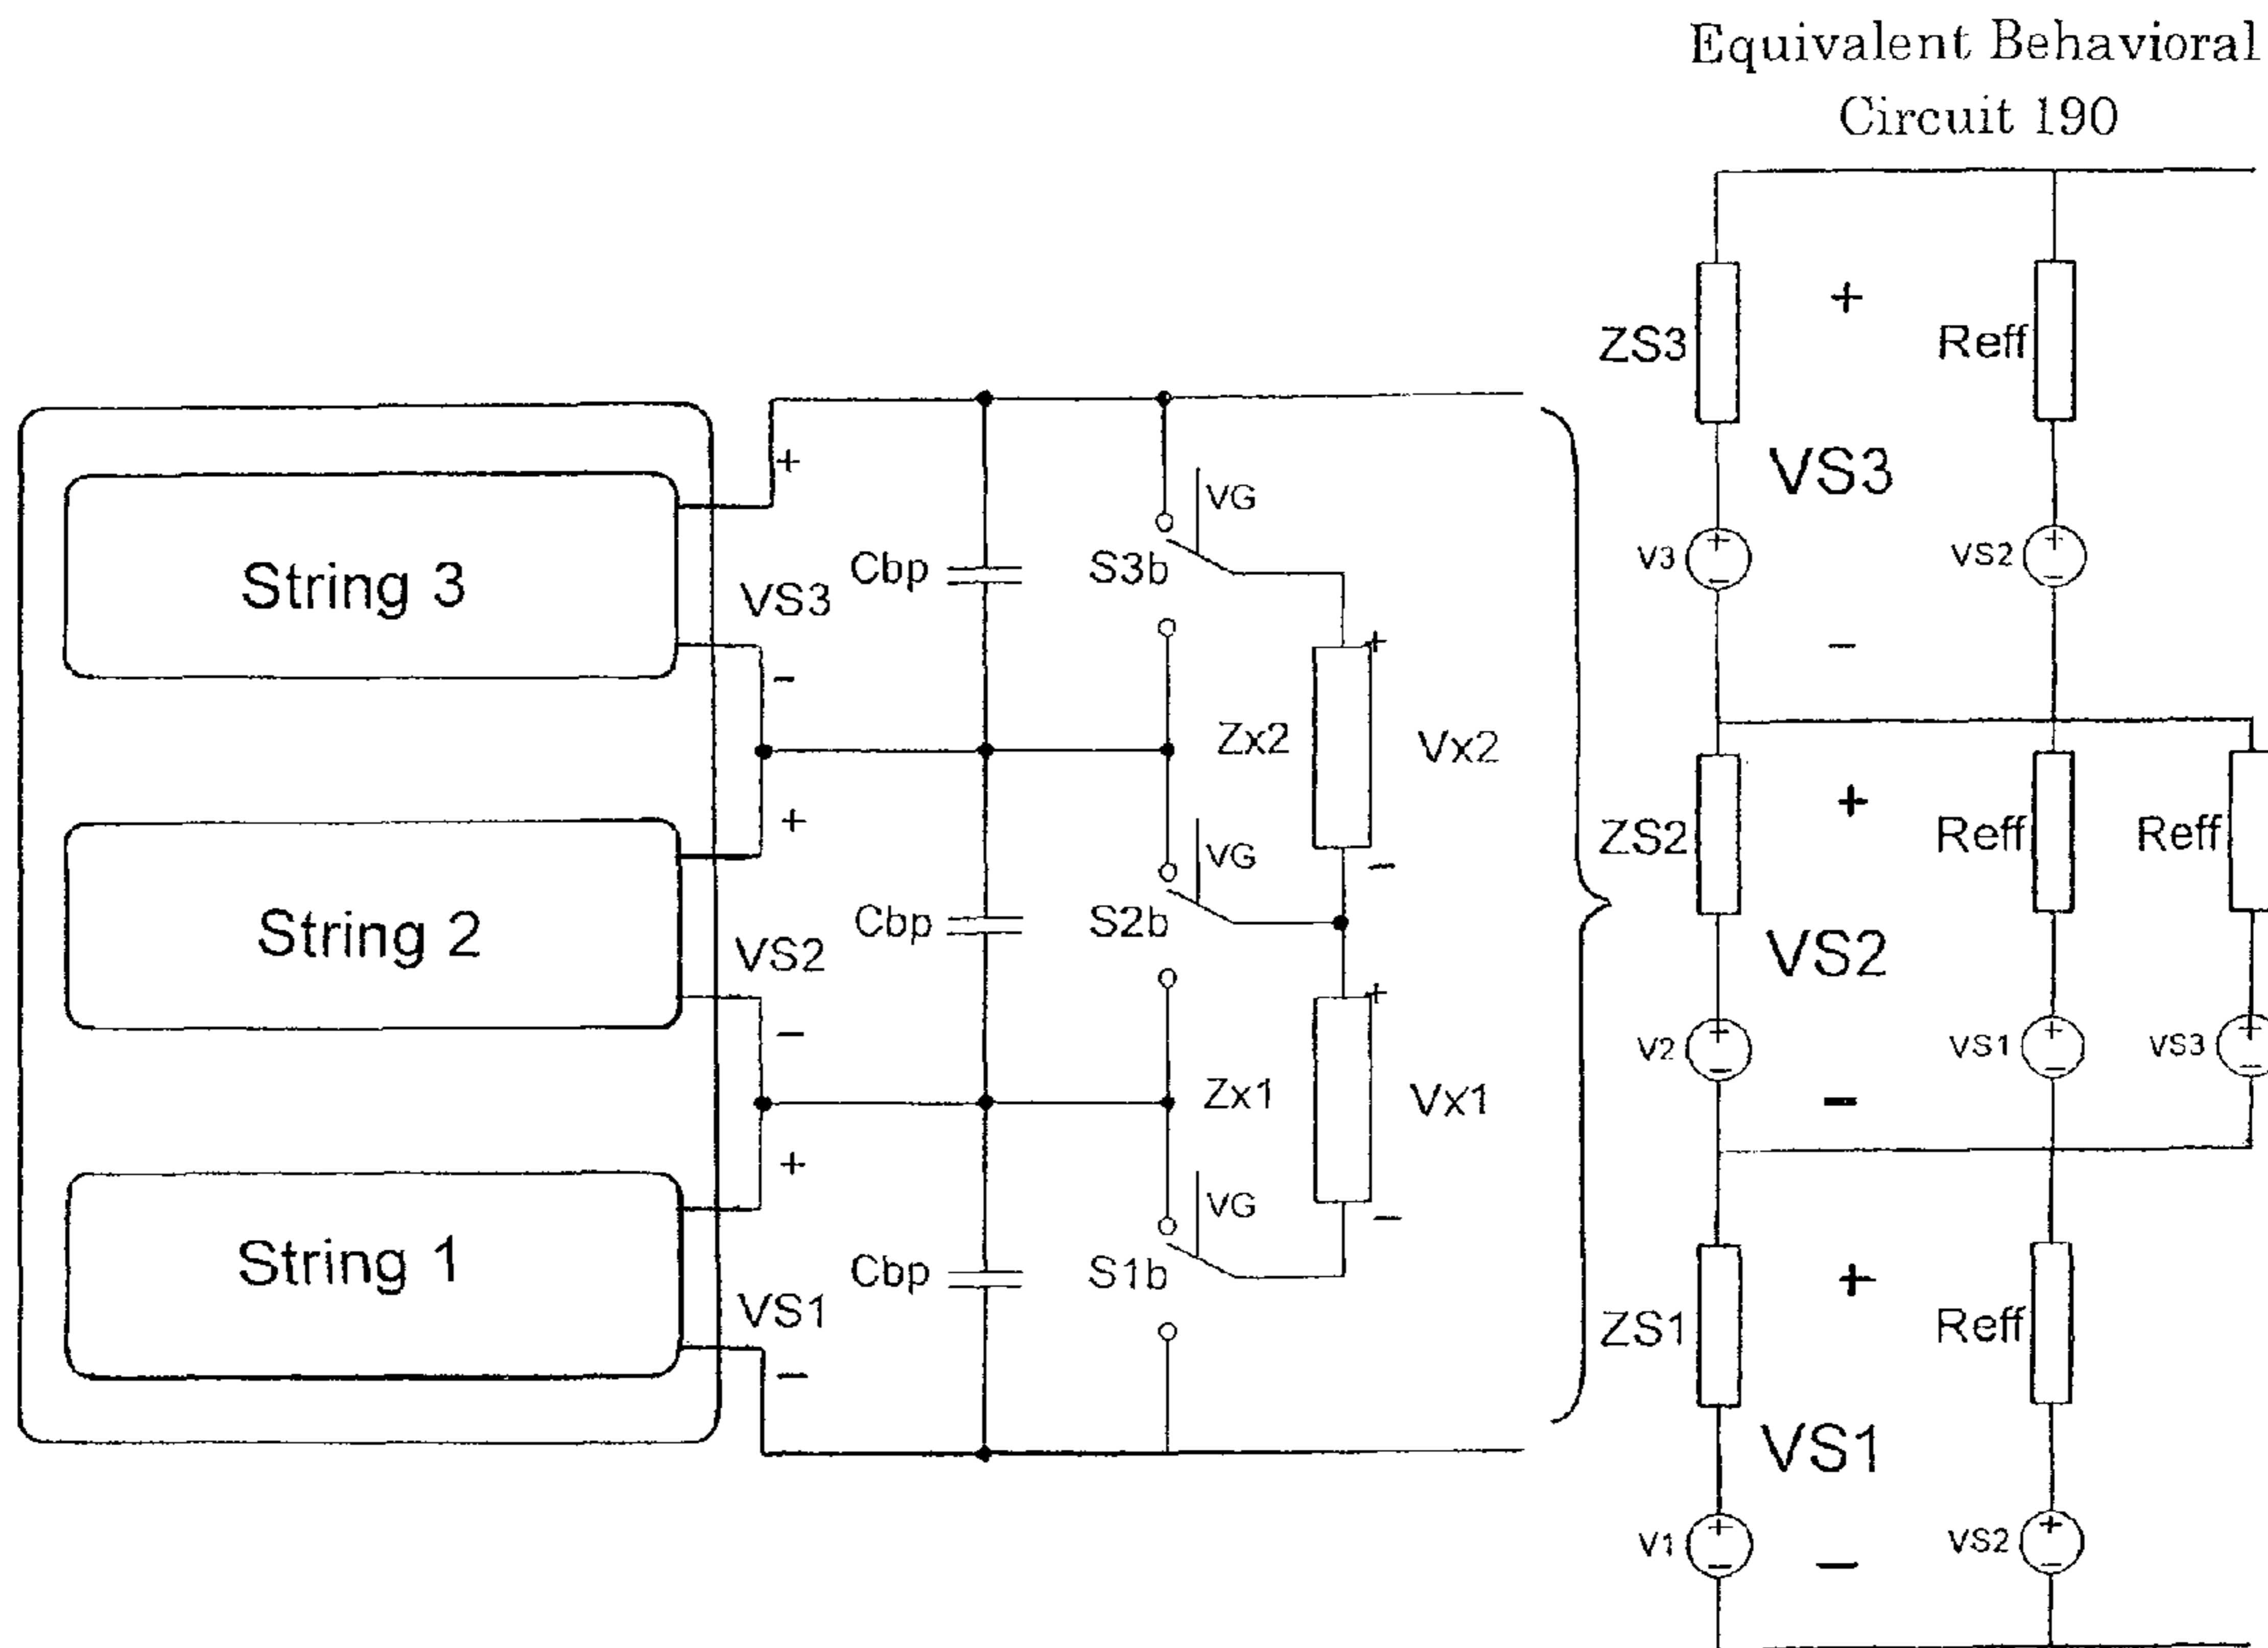 Equivalent Behavioral
Circuit 190
String 3
+
-
VS3
Cbp
S3b
VG
String 2
+
-
VS2
Cbp
S2b
VG
String 1
+
-
VS1
Cbp
S1b
VG
Zx2
+
-
Vx2
Zx1
+
-
Vx1
ZS3
+
VS3
-
V3
+
-
Reff
VS2
+
-
ZS2
+
VS2
-
V2
+
-
Reff
VS1
+
-
Reff
VS3
+
-
ZS1
+
VS1
-
V1
+
-
Reff
VS2
+
-